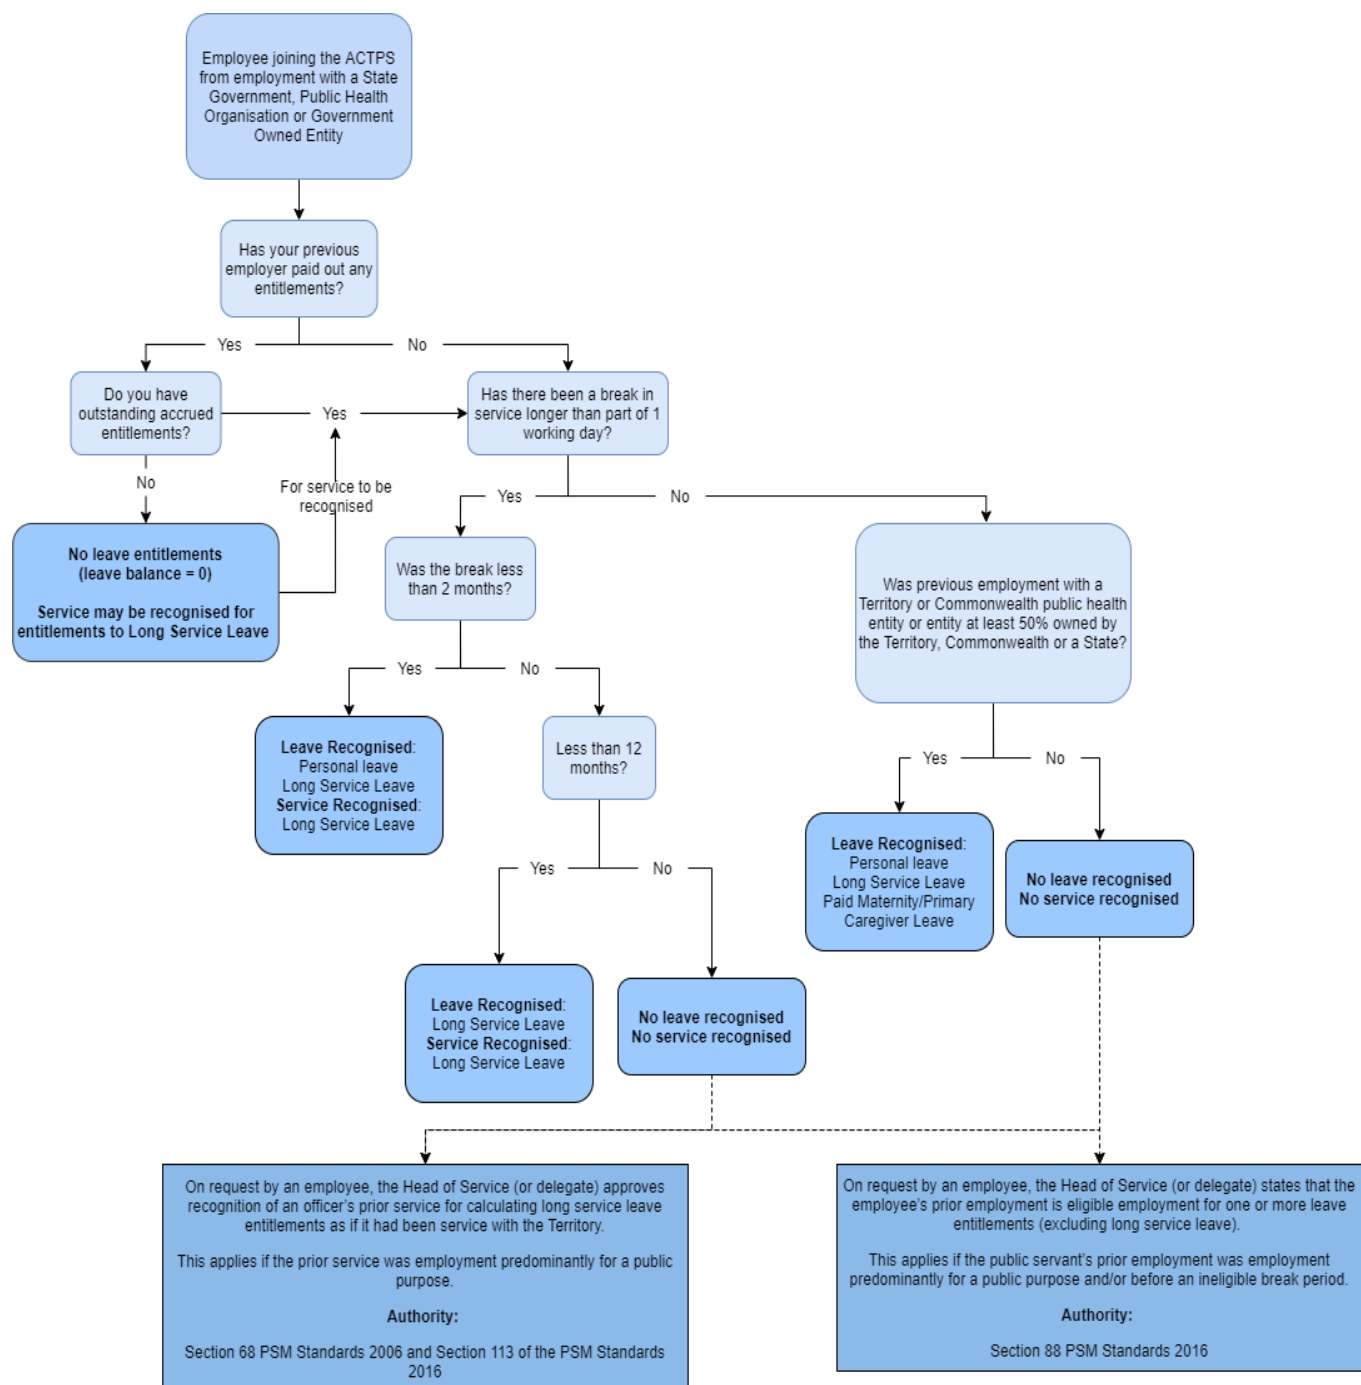 Employee joining the ACTPS
from employment with a State
Government, Public Health
Organisation or Government
Owned Entity
Has your previous
employer paid out any
entitlements?
Yes
No
Do you have
outstanding accrued
entitlements?
Yes
Has there been a break in
service longer than part of 1
working day?
No
For service to be
recognised
Yes
No
No leave entitlements
(leave balance = 0)
Service may be recognised for
entitlements to Long Service Leave
Was the break less
than 2 months?
Was previous employment with a
Territory or Commonwealth public health
entity or entity at least 50% owned by
the Territory, Commonwealth or a State?
Yes
No
Leave Recognised:
Personal leave
Long Service Leave
Service Recognised:
Long Service Leave
Less than 12
months?
Yes
No
Leave Recognised:
Personal leave
Long Service Leave
Paid Maternity/Primary
Caregiver Leave
No leave recognised
No service recognised
Yes
No
Leave Recognised:
Long Service Leave
Service Recognised:
Long Service Leave
No leave recognised
No service recognised
On request by an employee, the Head of Service (or delegate) approves
recognition of an officer's prior service for calculating long service leave
entitlements as if it had been service with the Territory.
This applies if the prior service was employment predominantly for a public
purpose.
Authority:
Section 68 PSM Standards 2006 and Section 113 of the PSM Standards
2016
On request by an employee, the Head of Service (or delegate) states that the
employee's prior employment is eligible employment for one or more leave
entitlements (excluding long service leave).
This applies if the public servant's prior employment was employment
predominantly for a public purpose and/or before an ineligible break period.
Authority:
Section 88 PSM Standards 2016